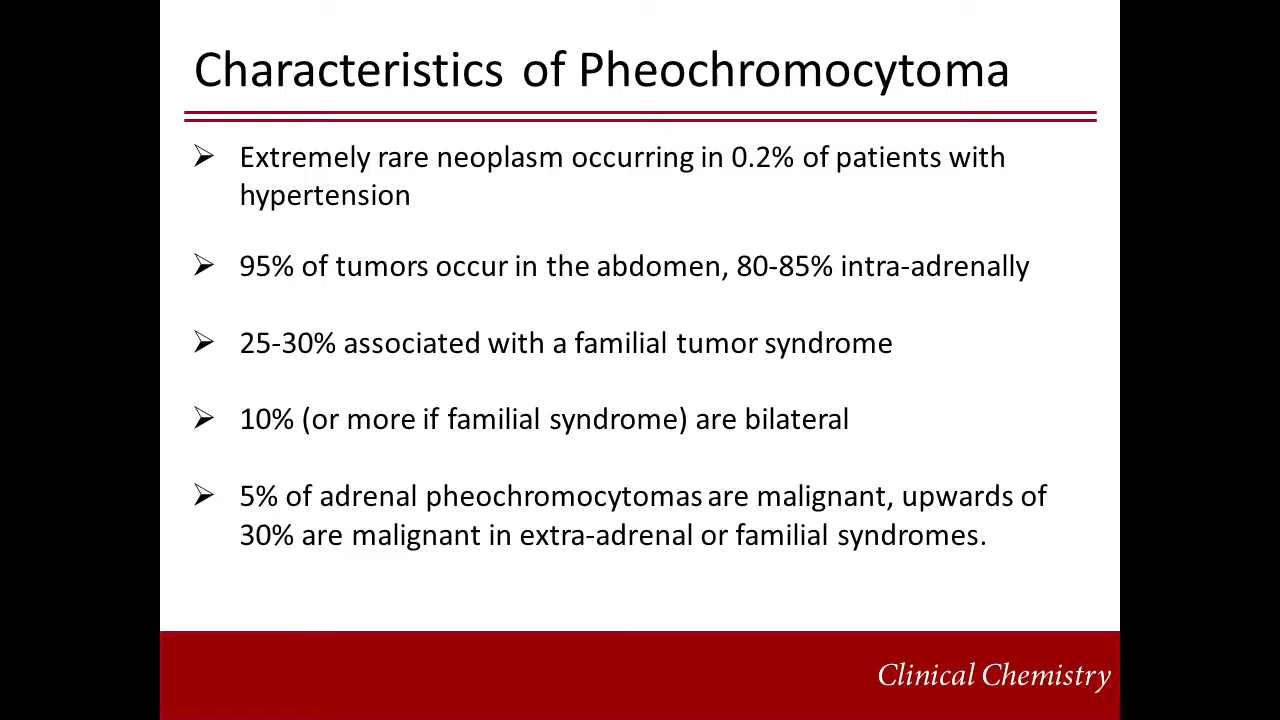 Characteristics of Pheochromocytoma
Extremely rare neoplasm occurring in 0.2% of patients with
hypertension
95% of tumors occur in the abdomen, 80-85% intra-adrenally
25-30% associated with a familial tumor syndrome
10% (or more if familial syndrome) are bilateral
5% of adrenal pheochromocytomas are malignant, upwards of
30% are malignant in extra-adrenal or familial syndromes.
Clinical Chemistry